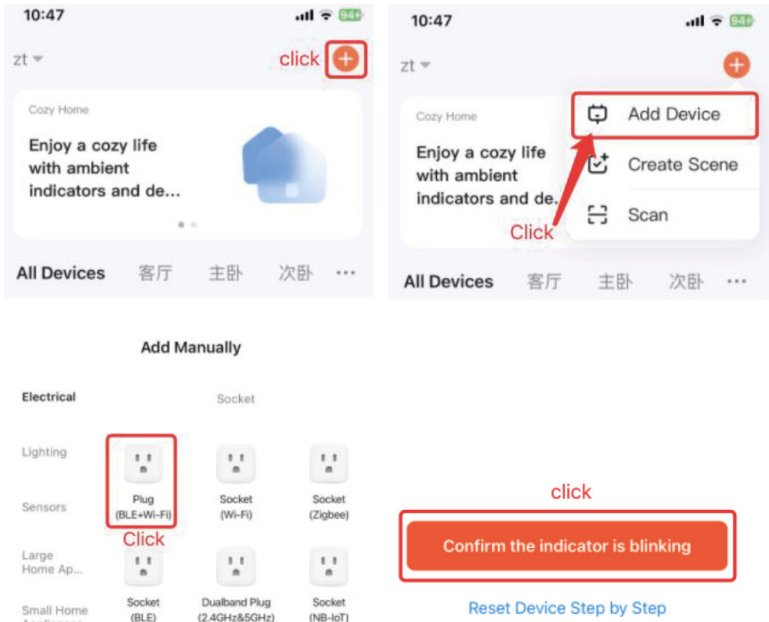 10:47
94+
zt
click
Cozy Home
Enjoy a cozy life
with ambient
indicators and de...
All Devices 客厅 主卧 次卧 ...
10:47
94+
zt
Add Device
Cozy Home
Enjoy a cozy life
with ambient
indicators and de.
Create Scene
Scan
Click
All Devices 客厅 主卧 次卧 ...
Add Manually
Electrical
Socket
Lighting
Sensors
Large
Home Ap...
Small Home
Plug
(BLE+Wi-Fi)
Socket
(Wi-Fi)
Socket
(Zigbee)
Click
Socket
(BLE)
Dualband Plug
(2.4GHz&5GHz)
Socket
(NB-IoT)
click
Confirm the indicator is blinking
Reset Device Step by Step